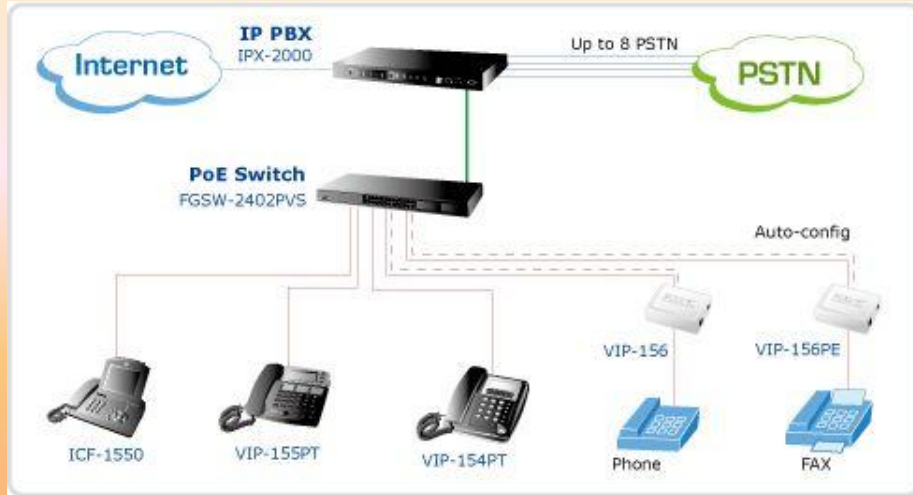 IP PBX
IPX-2000
Internet
Up to 8 PSTN
PSTN
PoE Switch
FGSW-2402PVS
Auto-config
VIP-156
VIP-156PE
ICF-1550
VIP-155PT
VIP-154PT
Phone
FAX